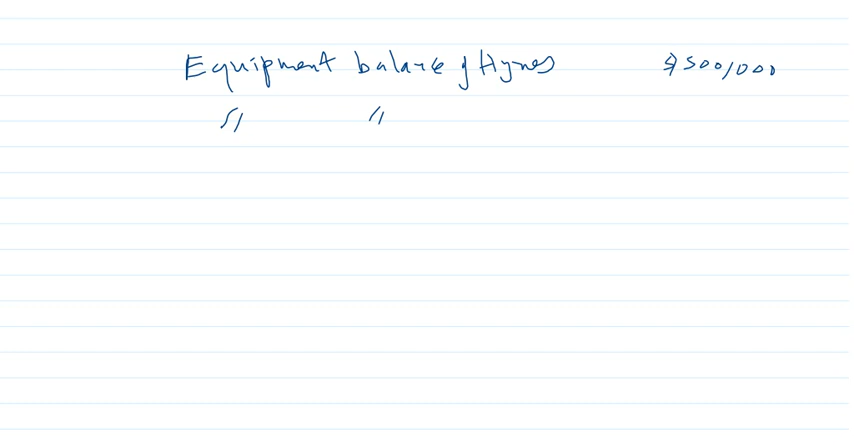 Equipment balance of Hynes $500,000
" "